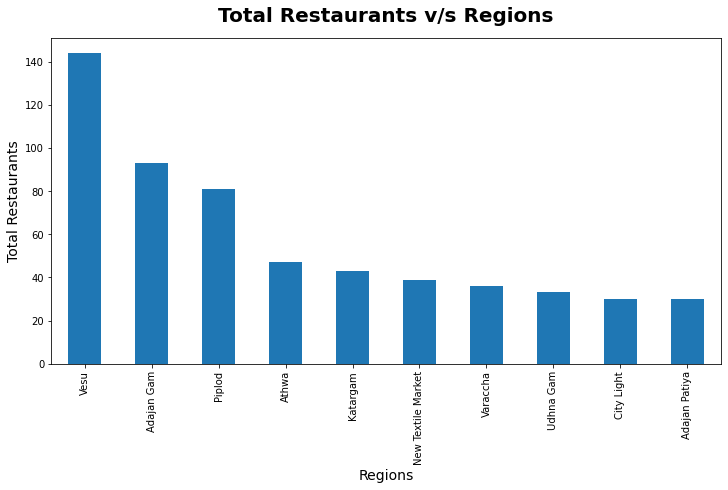 Total Restaurants v/s Regions
Total Restaurants
140
120
100
80
60
40
20
0
Vesu
Adajan Gam
Piplod
Athwa
Katargam
New Textile Market
Varaccha
Udhna Gam
City Light
Adajan Patiya
Regions